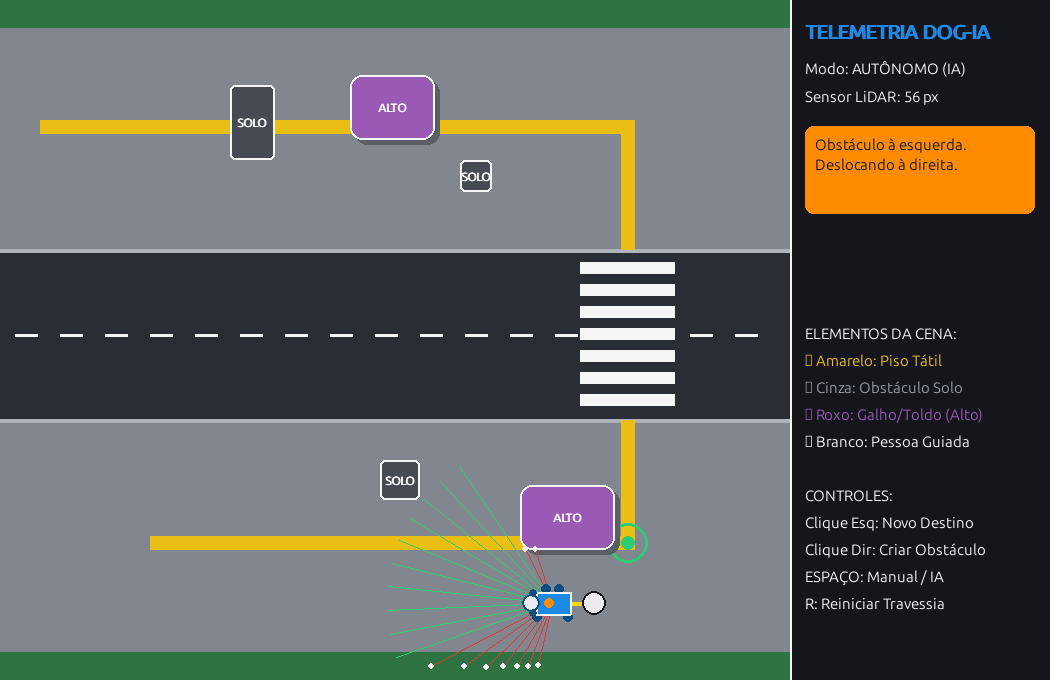 TELEMETRIA DOG-IA
Modo: AUTÔNOMO (IA)
Sensor LiDAR: 56 px
Obstáculo à esquerda.
Deslocando à direita.
ELEMENTOS DA CENA:
Amarelo: Piso Tátil
Cinza: Obstáculo Solo
Roxo: Galho/Toldo (Alto)
Branco: Pessoa Guiada
CONTROLES:
Clique Esq: Novo Destino
Clique Dir: Criar Obstáculo
ESPAÇO: Manual / IA
R: Reiniciar Travessia
ALTO
SOLO
SOLO
SOLO
ALTO